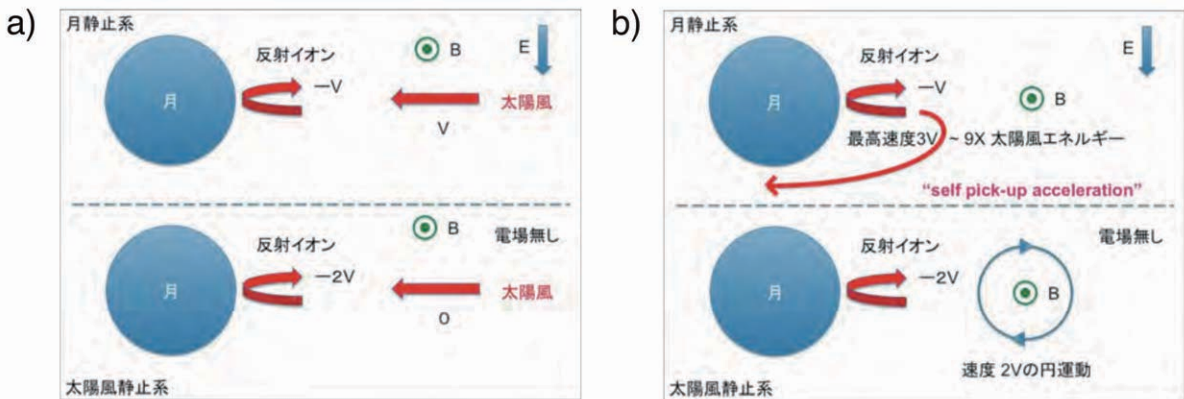 a)
月静止系
反射イオン
B
E
月
−V
太陽風
V
反射イオン
B
電場無し
月
−2V
太陽風
0
太陽風静止系
b)
月静止系
反射イオン
E
月
−V
B
最高速度3V ~ 9X 太陽風エネルギー
“self pick-up acceleration”
反射イオン
電場無し
月
−2V
B
速度 2Vの円運動
太陽風静止系